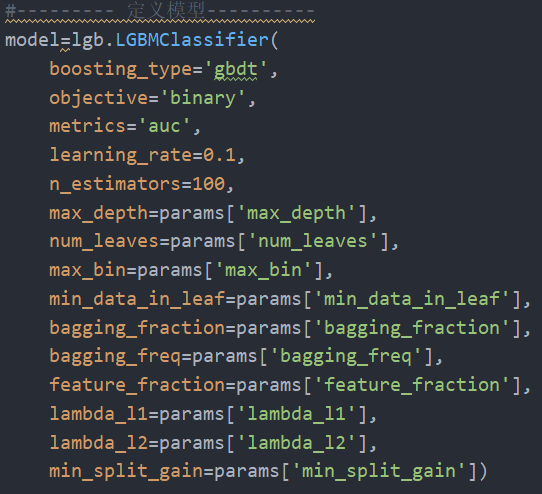 #--------- 定义模型----------
model=lgb.LGBMClassifier(
    boosting_type='gbdt',
    objective='binary',
    metrics='auc',
    learning_rate=0.1,
    n_estimators=100,
    max_depth=params['max_depth'],
    num_leaves=params['num_leaves'],
    max_bin=params['max_bin'],
    min_data_in_leaf=params['min_data_in_leaf'],
    bagging_fraction=params['bagging_fraction'],
    bagging_freq=params['bagging_freq'],
    feature_fraction=params['feature_fraction'],
    lambda_l1=params['lambda_l1'],
    lambda_l2=params['lambda_l2'],
    min_split_gain=params['min_split_gain'])